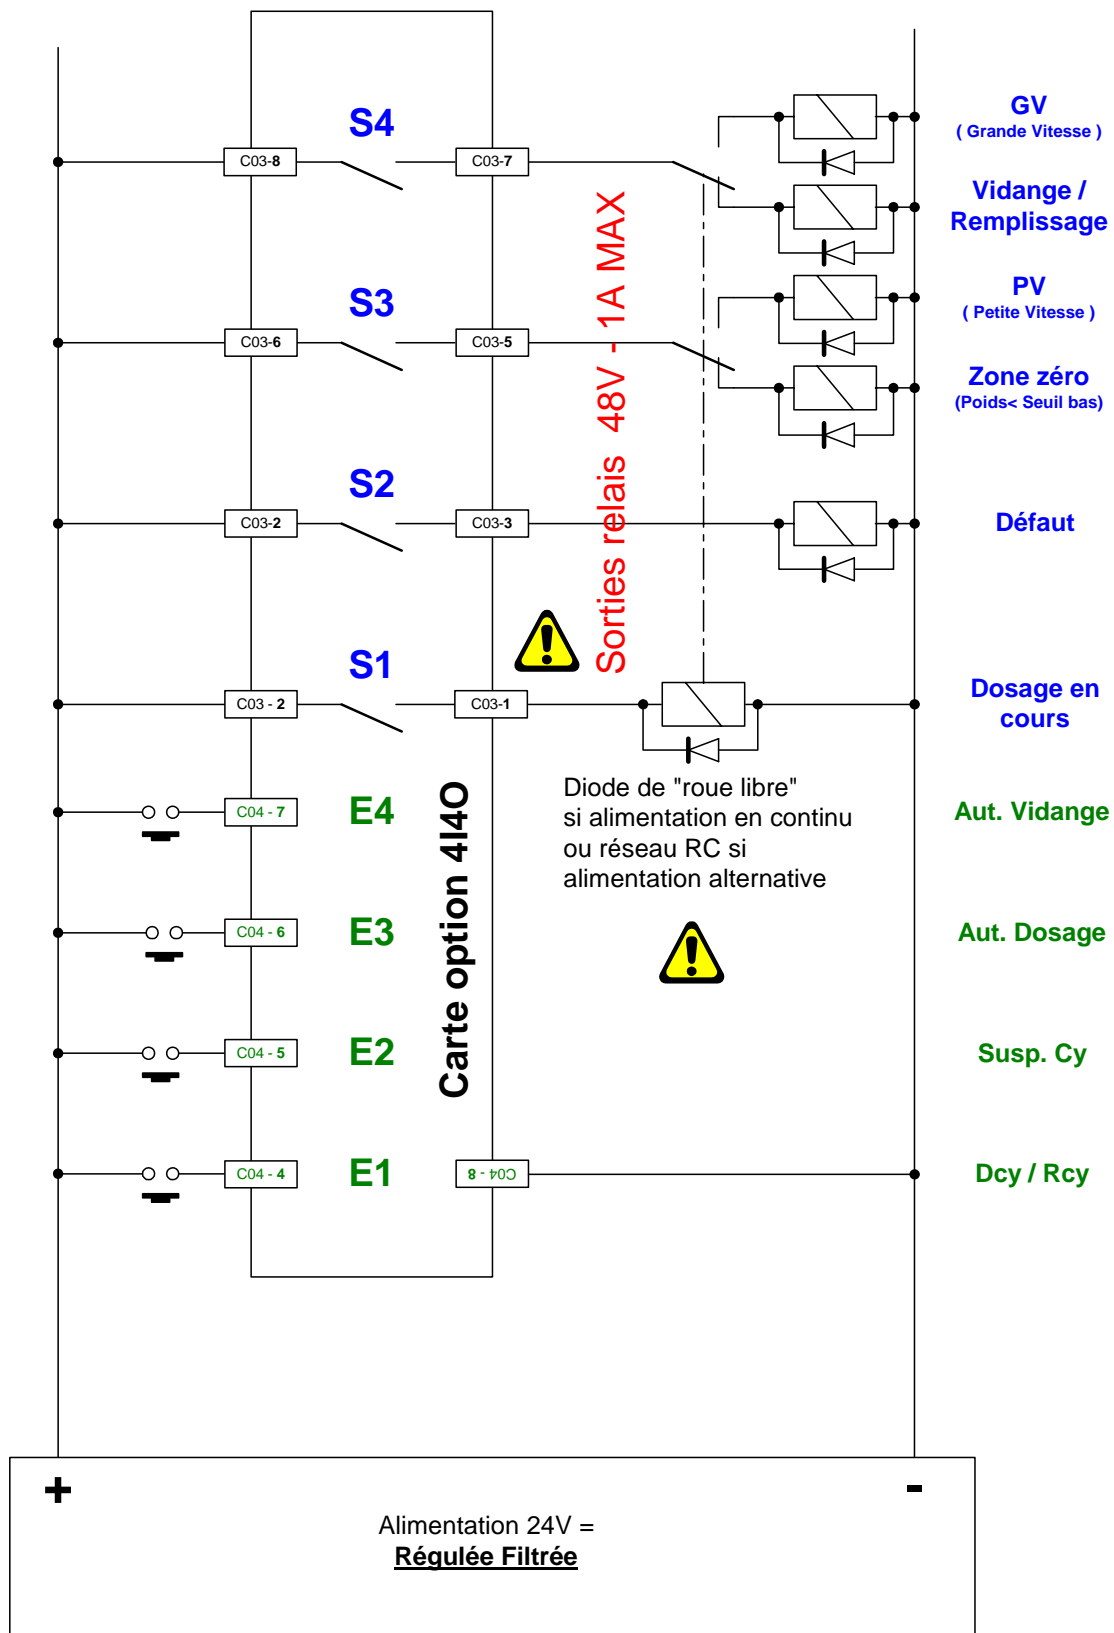 S4
C03-8
C03-7
GV
( Grande Vitesse )
Vidange /
Remplissage
S3
C03-6
C03-5
PV
( Petite Vitesse )
Zone zéro
(Poids< Seuil bas)
Sorties relais 48V - 1A MAX
S2
C03-2
C03-3
Défaut
S1
C03 - 2
C03-1
Dosage en
cours
Diode de "roue libre"
si alimentation en continu
ou réseau RC si
alimentation alternative
Carte option 4I4O
C04 - 7
E4
Aut. Vidange
C04 - 6
E3
Aut. Dosage
C04 - 5
E2
Susp. Cy
C04 - 4
E1
C04 - 8
Dcy / Rcy
+
-
Alimentation 24V =
Régulée Filtrée